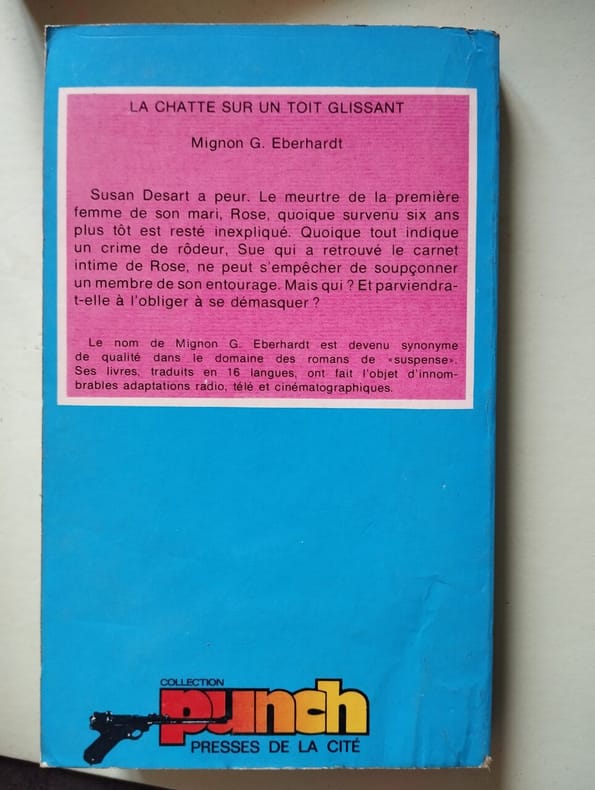 LA CHATTE SUR UN TOIT GLISSANT
Mignon G. Eberhardt
Susan Desart a peur. Le meurtre de la première
femme de son mari, Rose, quoique survenu six ans
plus tôt est resté inexpliqué. Quoique tout indique
un crime de rôdeur, Sue qui a retrouvé le carnet
intime de Rose, ne peut s'empêcher de soupçonner
un membre de son entourage. Mais qui ? Et parviendra-
t-elle à l'obliger à se démasquer ?
Le nom de Mignon G. Eberhardt est devenu synonyme
de qualité dans le domaine des romans de «suspense».
Ses livres, traduits en 16 langues, ont fait l'objet d'innom-
brables adaptations radio, télé et cinématographiques.
COLLECTION
punch
PRESSES DE LA CITÉ